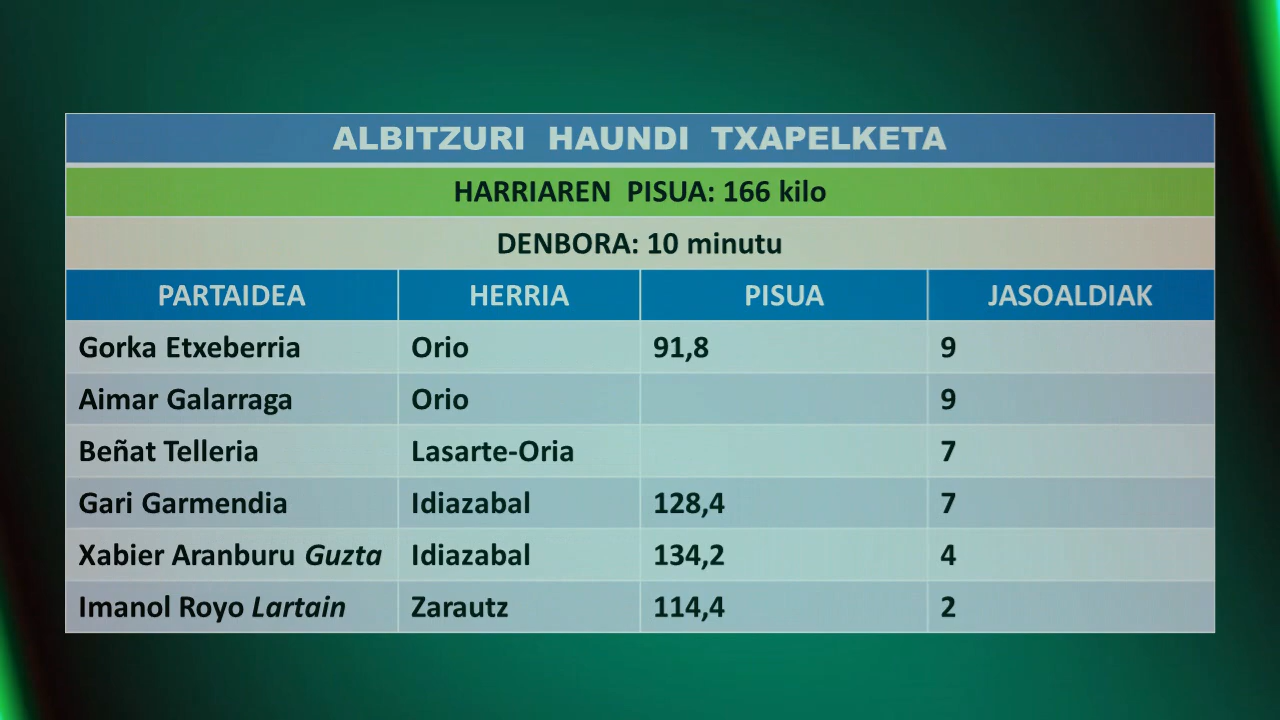 ALBITZURI HAUNDI TXAPELKETA
HARRIAREN PISUA: 166 kilo
DENBORA: 10 minutu
PARTAIDEA HERRIA PISUA JASOALDIAK
Gorka Etxeberria Orio 91,8 9
Aimar Galarraga Orio 9
Beñat Telleria Lasarte-Oria 7
Gari Garmendia Idiazabal 128,4 7
Xabier Aranburu Guzta Idiazabal 134,2 4
Imanol Royo Lartain Zarautz 114,4 2